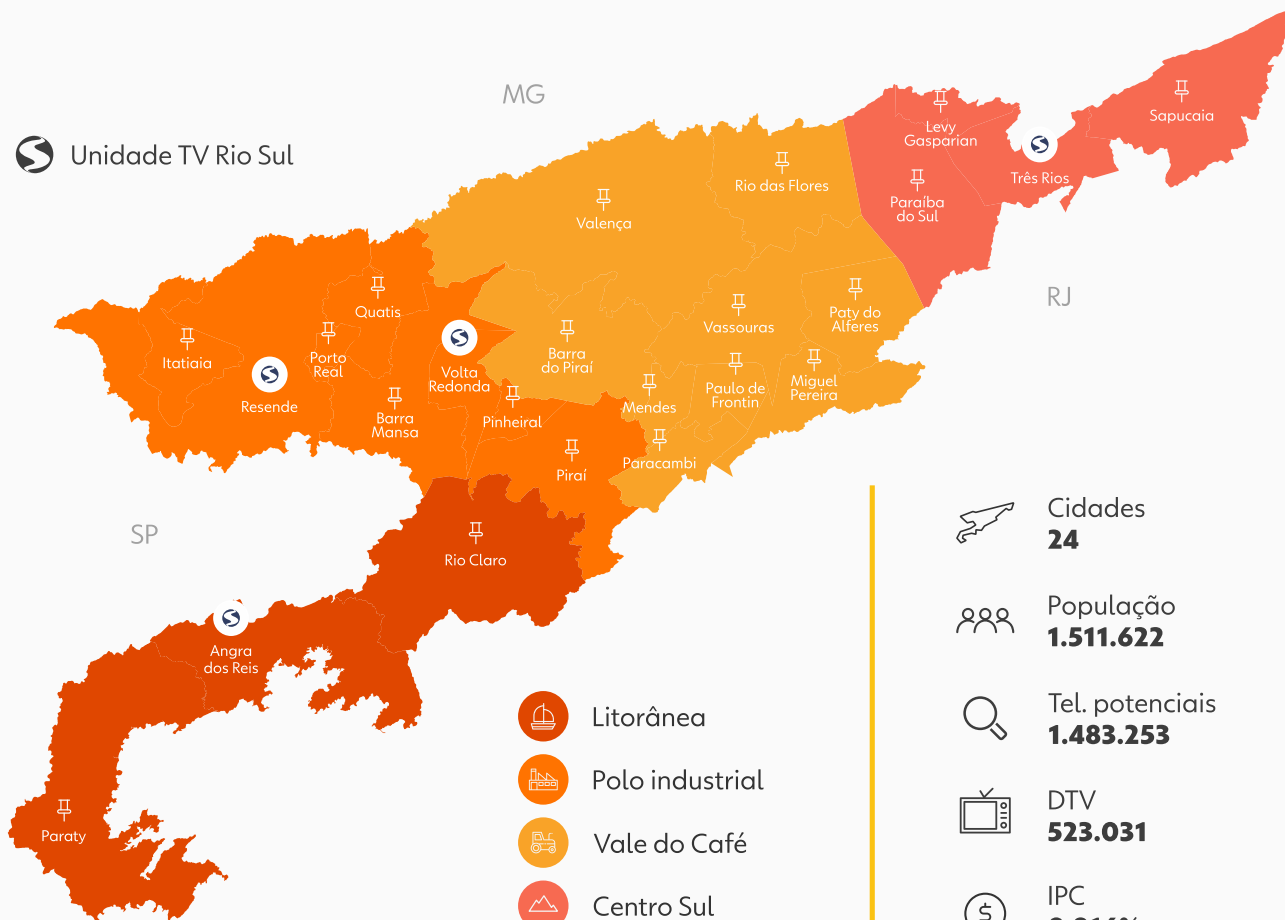 MG
Unidade TV Rio Sul
Sapucaia
Levy
Gasparian
Três Rios
Rio das Flores
Paraíba
do Sul
Valença
RJ
Quatis
Paty do
Alferes
Vassouras
Itatiaia
Porto
Real
Barra
do Piraí
Volta
Redonda
Miguel
Pereira
Paulo de
Frontin
Resende
Mendes
Barra
Mansa
Pinheiral
Paracambi
Piraí
SP
Rio Claro
Angra
dos Reis
Paraty
Litorânea
Polo industrial
Vale do Café
Centro Sul
Cidades
24
População
1.511.622
Tel. potenciais
1.483.253
DTV
523.031
IPC